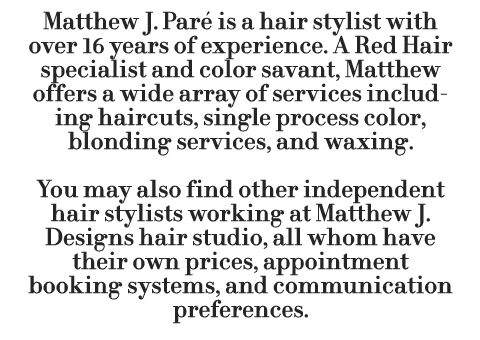 Matthew J. Paré is a hair stylist with
over 16 years of experience. A Red Hair
specialist and color savant, Matthew
offers a wide array of services includ-
ing haircuts, single process color,
blonding services, and waxing.
You may also find other independent
hair stylists working at Matthew J.
Designs hair studio, all whom have
their own prices, appointment
booking systems, and communication
preferences.